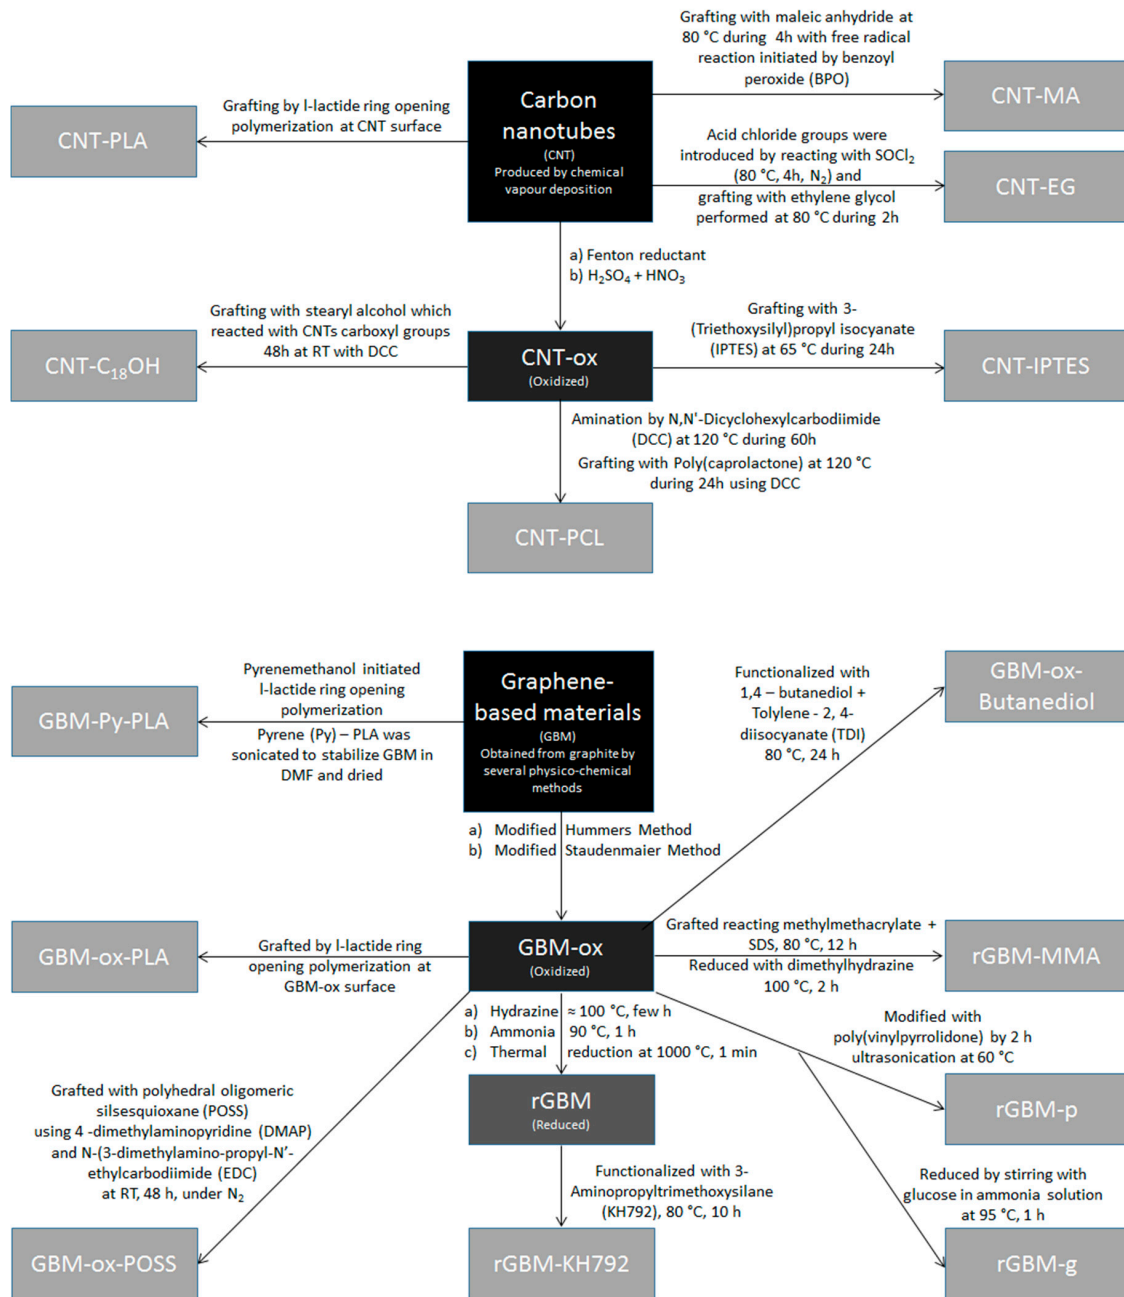 Grafting with maleic anhydride at
80 °C during 4h with free radical
reaction initiated by benzoyl
peroxide (BPO)
Carbon
nanotubes
(CNT)
Produced by chemical
vapour deposition
CNT-MA
Grafting by l-lactide ring opening
polymerization at CNT surface
CNT-PLA
Acid chloride groups were
introduced by reacting with SOCl₂
(80 °C, 4h, N₂) and
grafting with ethylene glycol
performed at 80 °C during 2h
CNT-EG
a) Fenton reductant
b) H₂SO₄ + HNO₃
Grafting with stearyl alcohol which
reacted with CNTs carboxyl groups
48h at RT with DCC
CNT-C₁₈OH
CNT-ox
(Oxidized)
Grafting with 3-
(Triethoxysilyl)propyl isocyanate
(IPTES) at 65 °C during 24h
CNT-IPTES
Amination by N,N'-Dicyclohexylcarbodiimide
(DCC) at 120 °C during 60h
Grafting with Poly(caprolactone) at 120 °C
during 24h using DCC
CNT-PCL
Pyrenemethanol initiated
l-lactide ring opening
polymerization
Pyrene (Py) – PLA was
sonicated to stabilize GBM in
DMF and dried
GBM-Py-PLA
Graphene-
based materials
(GBM)
Obtained from graphite by
several physico-chemical
methods
Functionalized with
1,4 – butanediol +
Tolylene - 2, 4-
diisocyanate (TDI)
80 °C, 24 h
GBM-ox-
Butanediol
a) Modified Hummers Method
b) Modified Staudenmaier Method
GBM-ox-PLA
Grafted by l-lactide ring
opening polymerization at
GBM-ox surface
GBM-ox
(Oxidized)
Grafted reacting methylmethacrylate +
SDS, 80 °C, 12 h
Reduced with dimethylhydrazine
100 °C, 2 h
rGBM-MMA
a) Hydrazine ≈ 100 °C, few h
b) Ammonia 90 °C, 1 h
c) Thermal reduction at 1000 °C, 1 min
Modified with
poly(vinylpyrrolidone) by 2 h
ultrasonication at 60 °C
rGBM-p
Grafted with polyhedral oligomeric
silsesquioxane (POSS)
using 4 -dimethylaminopyridine (DMAP)
and N-(3-dimethylamino-propyl-N'-
ethylcarbodiimide (EDC)
at RT, 48 h, under N₂
rGBM
(Reduced)
Functionalized with 3-
Aminopropyltrimethoxysilane
(KH792), 80 °C, 10 h
Reduced by stirring with
glucose in ammonia solution
at 95 °C, 1 h
GBM-ox-POSS
rGBM-KH792
rGBM-g